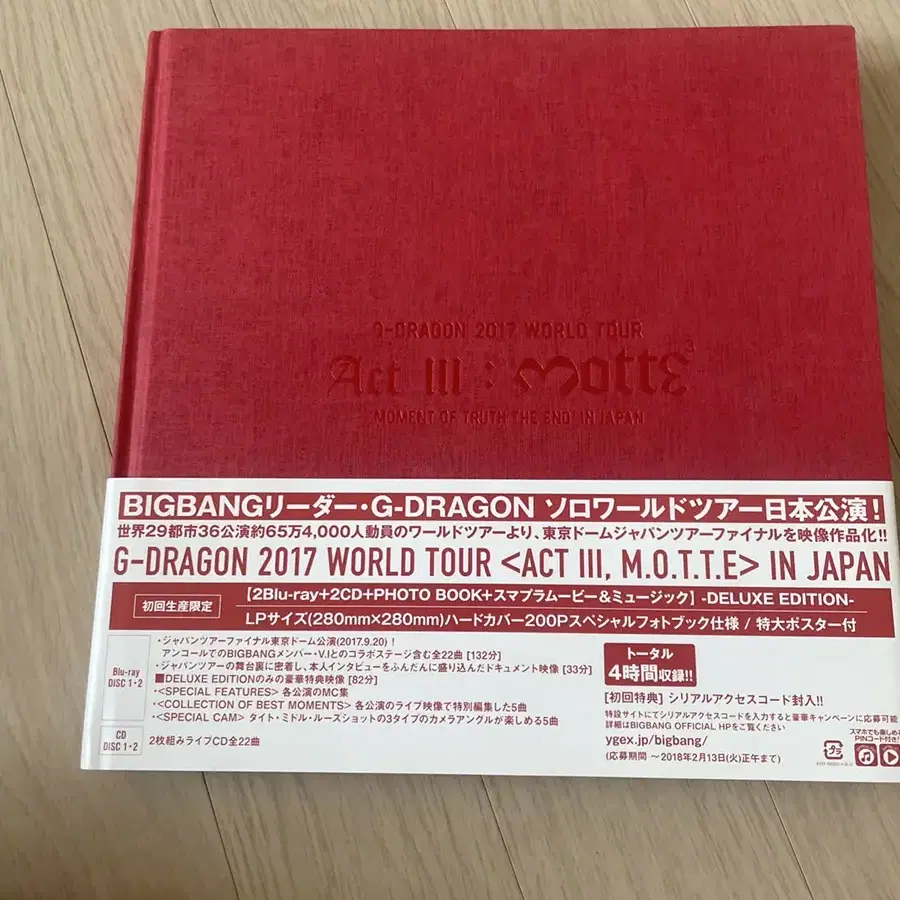 G-DRAGON 2017 WORLD TOUR
Act III : Motte
MOMENT OF TRUTH THE END! IN JAPAN
BIGBANGリーダー・G-DRAGON ソロワールドツアー日本公演!
世界29都市36公演約65万4,000人動員のワールドツアーより、東京ドームジャパンツアーファイナルを映像作品化!!
G-DRAGON 2017 WORLD TOUR <ACT III, M.O.T.T.E> IN JAPAN
初回生産限定
【2Blu-ray+2CD+PHOTO BOOK+スマプラムービー&ミュージック】-DELUXE EDITION-
LPサイズ(280mm×280mm)ハードカバー200Pスペシャルフォトブック仕様 / 特大ポスター付
Blu-ray
DISC 1・2
・ジャパンツアーファイナル東京ドーム公演(2017.9.20)!
アンコールでのBIGBANGメンバー・V.Iとのコラボステージ含む全22曲 [132分]
・ジャパンツアーの舞台裏に密着し、本人インタビューをふんだんに盛り込んだドキュメント映像 [33分]
■DELUXE EDITIONのみの豪華特典映像 [82分]
・<SPECIAL FEATURES> 各公演のMC集
・<COLLECTION OF BEST MOMENTS> 各公演のライブ映像で特別編集した5曲
・<SPECIAL CAM> タイト・ミドル・ルーズショットの3タイプのカメラアングルが楽しめる5曲
CD
DISC 1・2
2枚組みライブCD全22曲
トータル
4時間収録!!
[初回特典] シリアルアクセスコード封入!!
特設サイトにてシリアルアクセスコードを入力すると豪華キャンペーンに応募可能
詳細はBIGBANG OFFICIAL HPをご覧ください
ygex.jp/bigbang/
(応募期間 〜2018年2月13日(火)正午まで)
スマホでも楽しめる
PINコード付き!
プラ